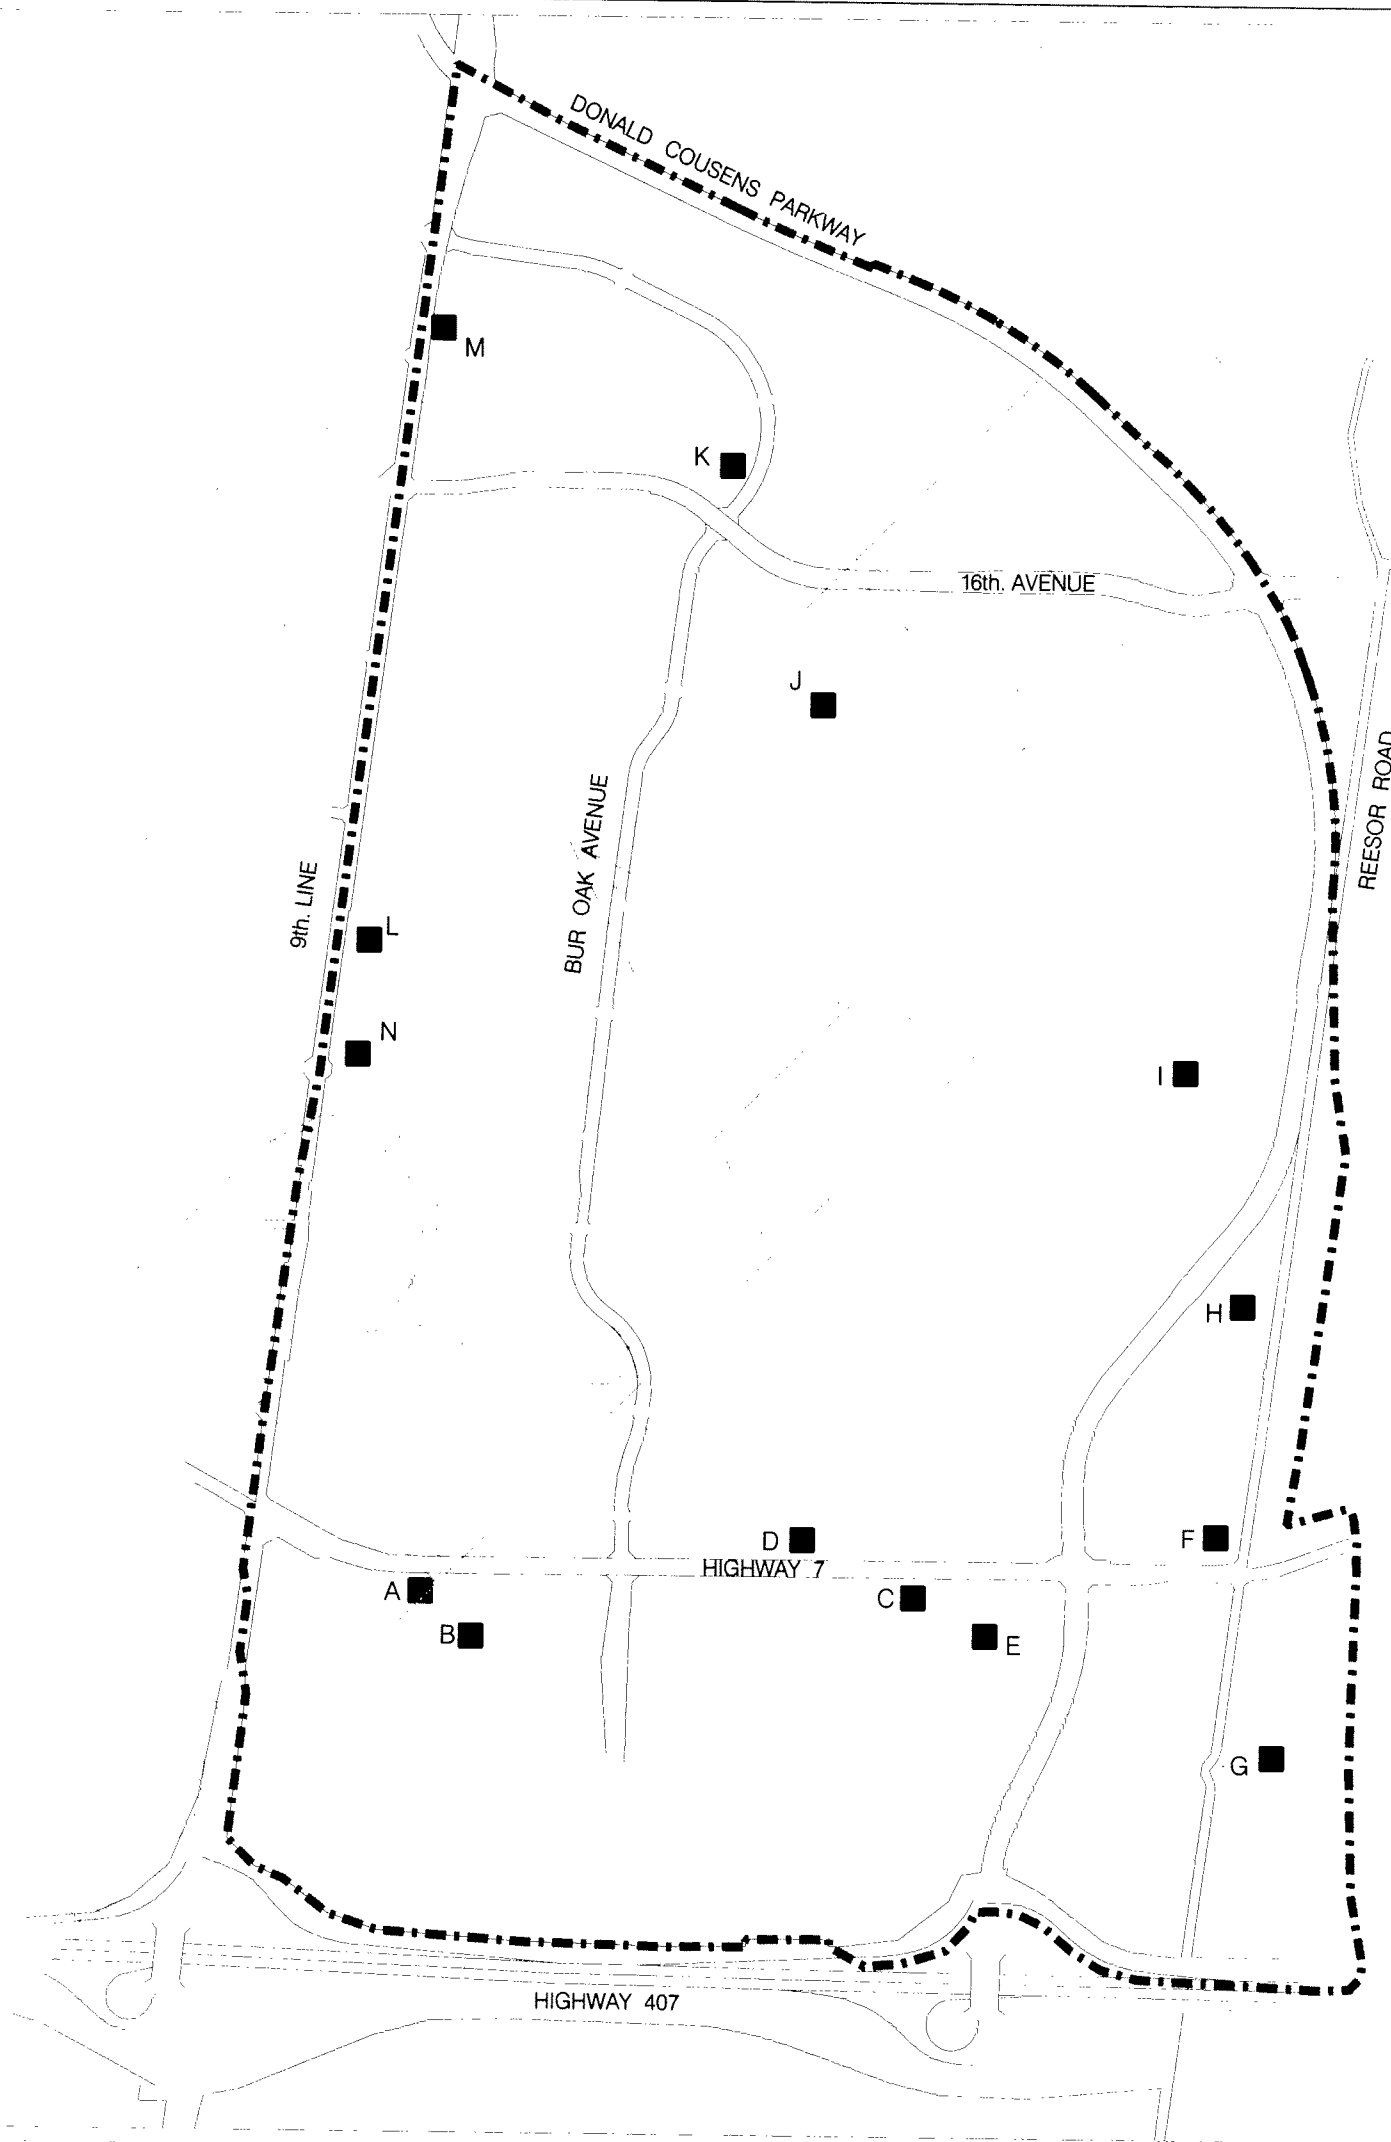 DONALD COUSENS PARKWAY
M
K
16th. AVENUE
J
REESOR ROAD
BUR OAK AVENUE
9th. LINE
L
N
I
H
D
F
HIGHWAY 7
A
C
B
E
G
HIGHWAY 407